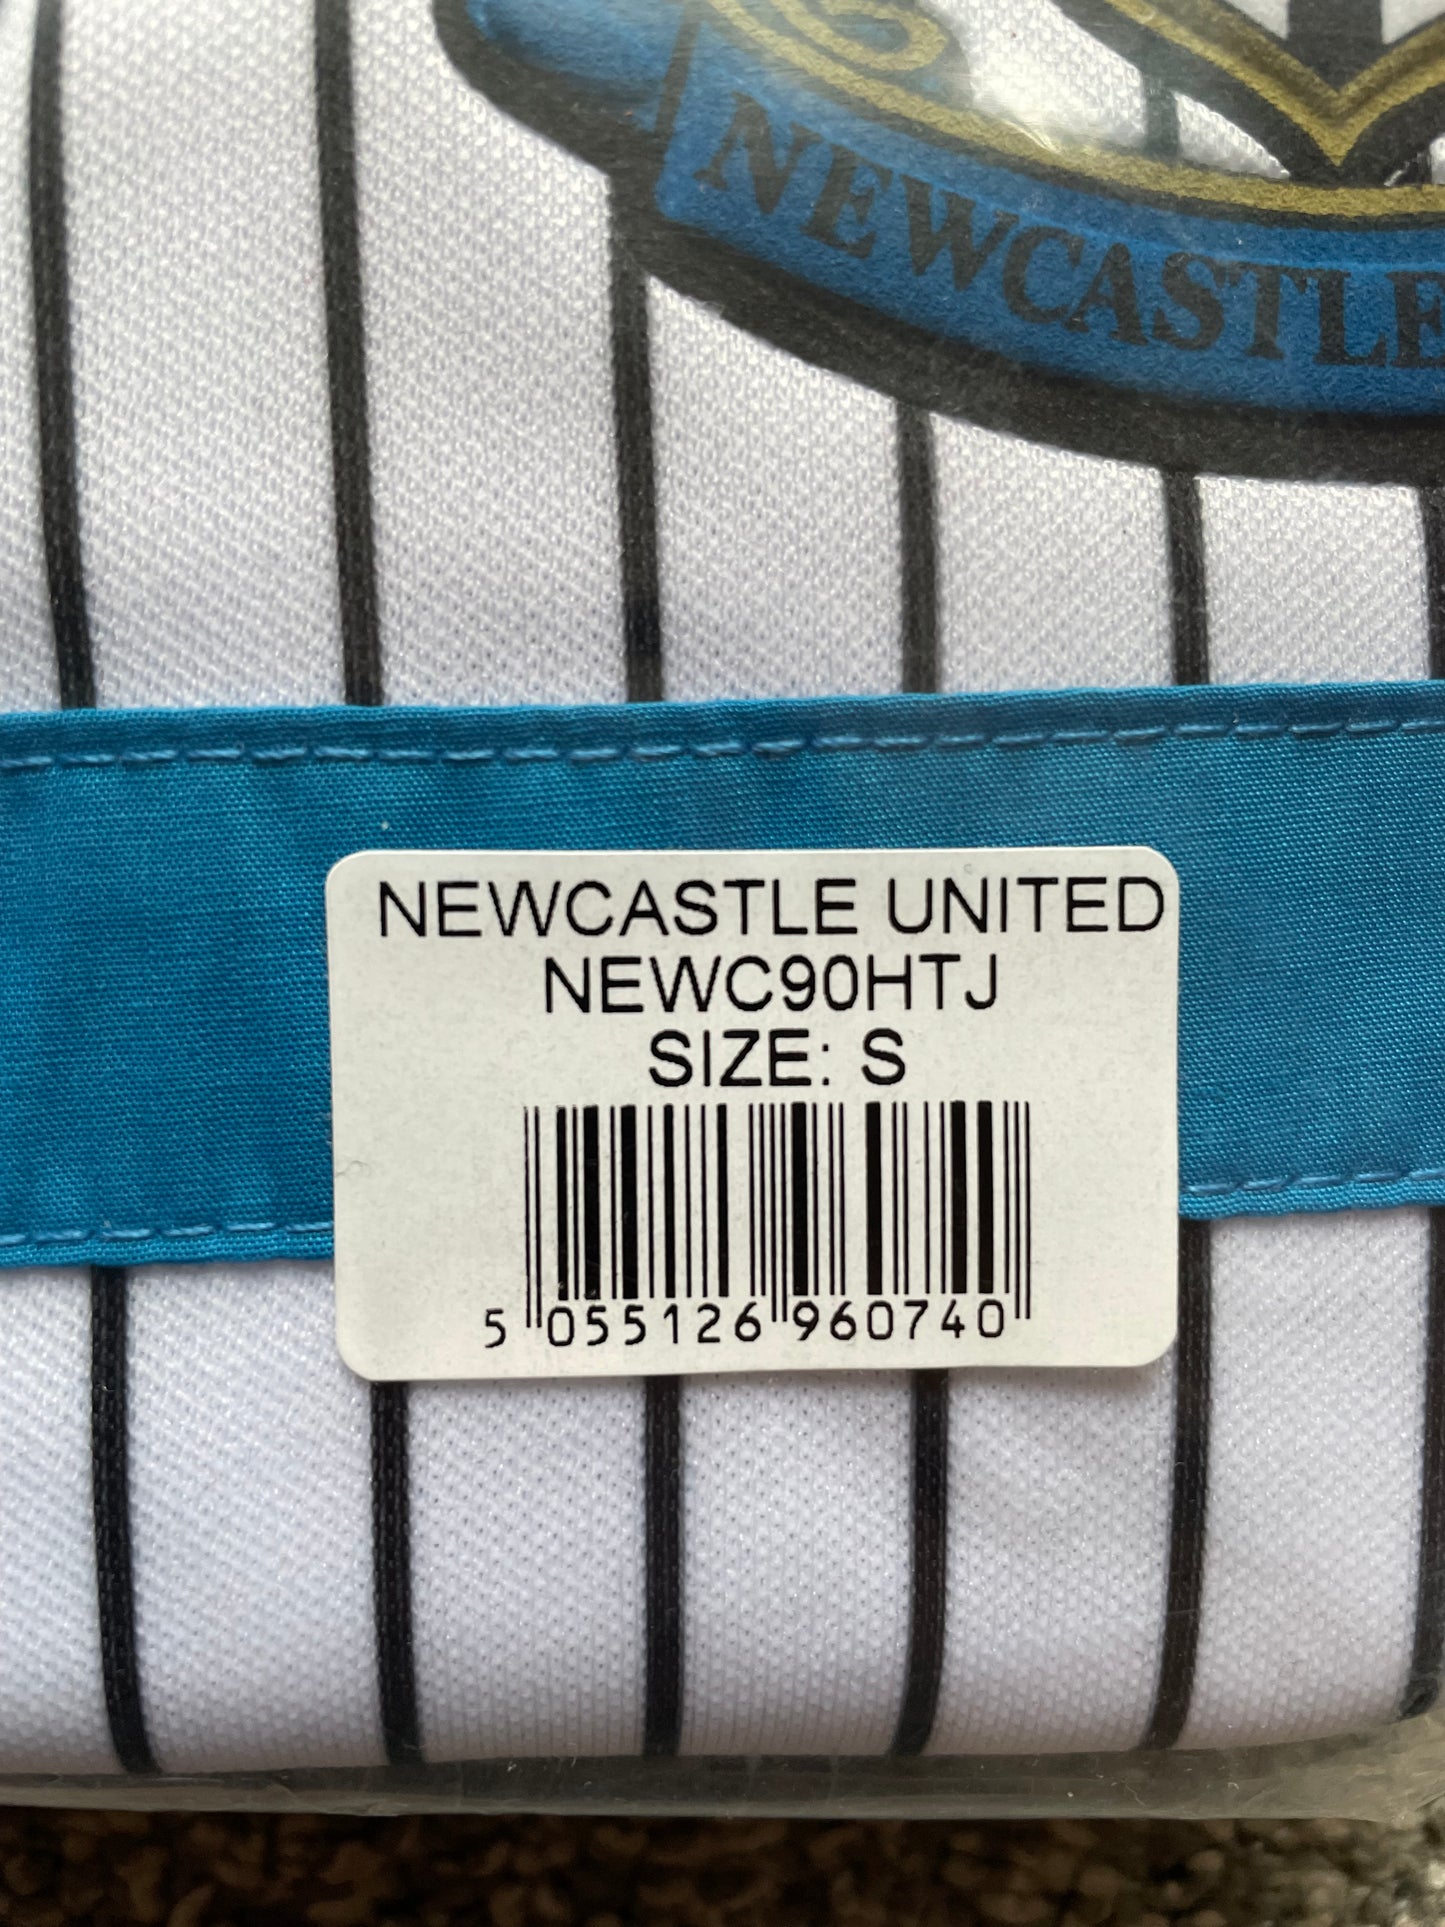 NEWCASTLE
NEWCASTLE UNITED
NEWC90HTJ
SIZE: S
5 055126 960740